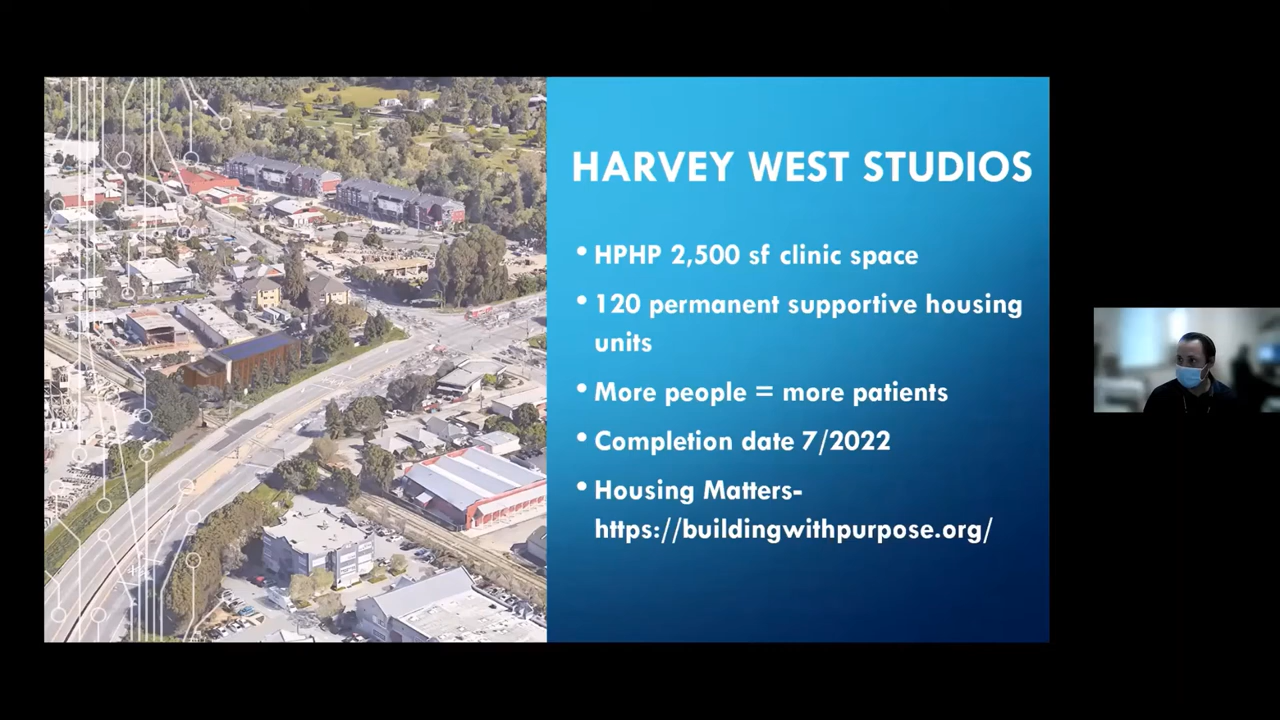 HARVEY WEST STUDIOS
• HPHP 2,500 sf clinic space
• 120 permanent supportive housing
units
• More people = more patients
• Completion date 7/2022
• Housing Matters-
https://buildingwithpurpose.org/